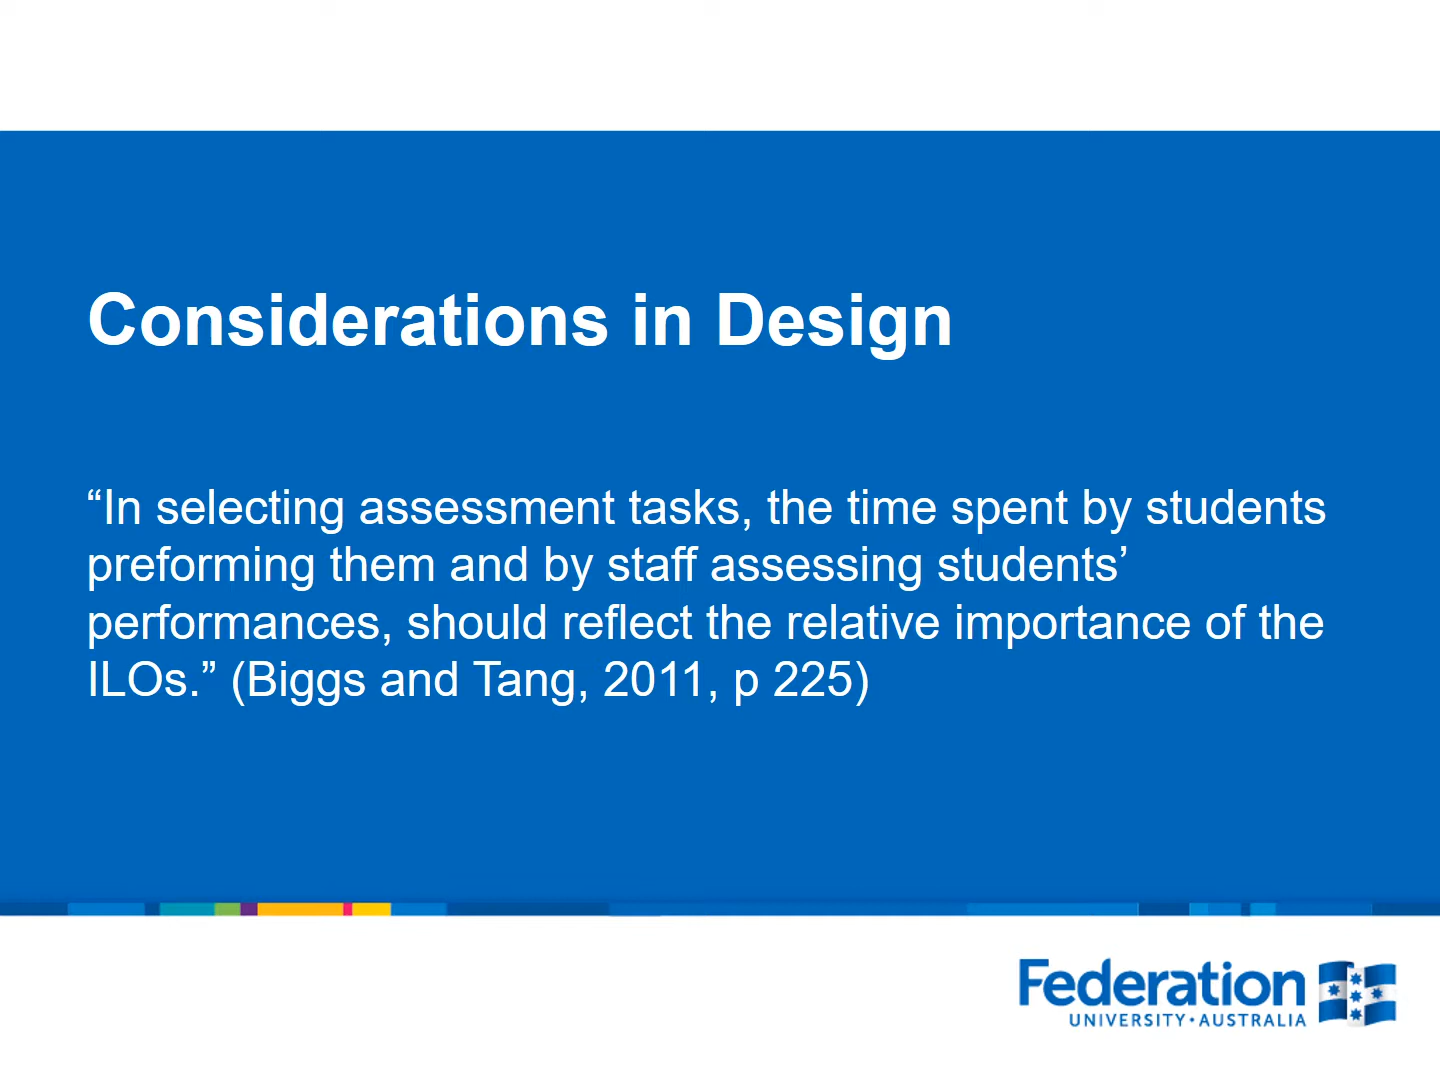 Considerations in Design
“In selecting assessment tasks, the time spent by students
preforming them and by staff assessing students’
performances, should reflect the relative importance of the
ILOs.” (Biggs and Tang, 2011, p 225)
Federation
UNIVERSITY • AUSTRALIA